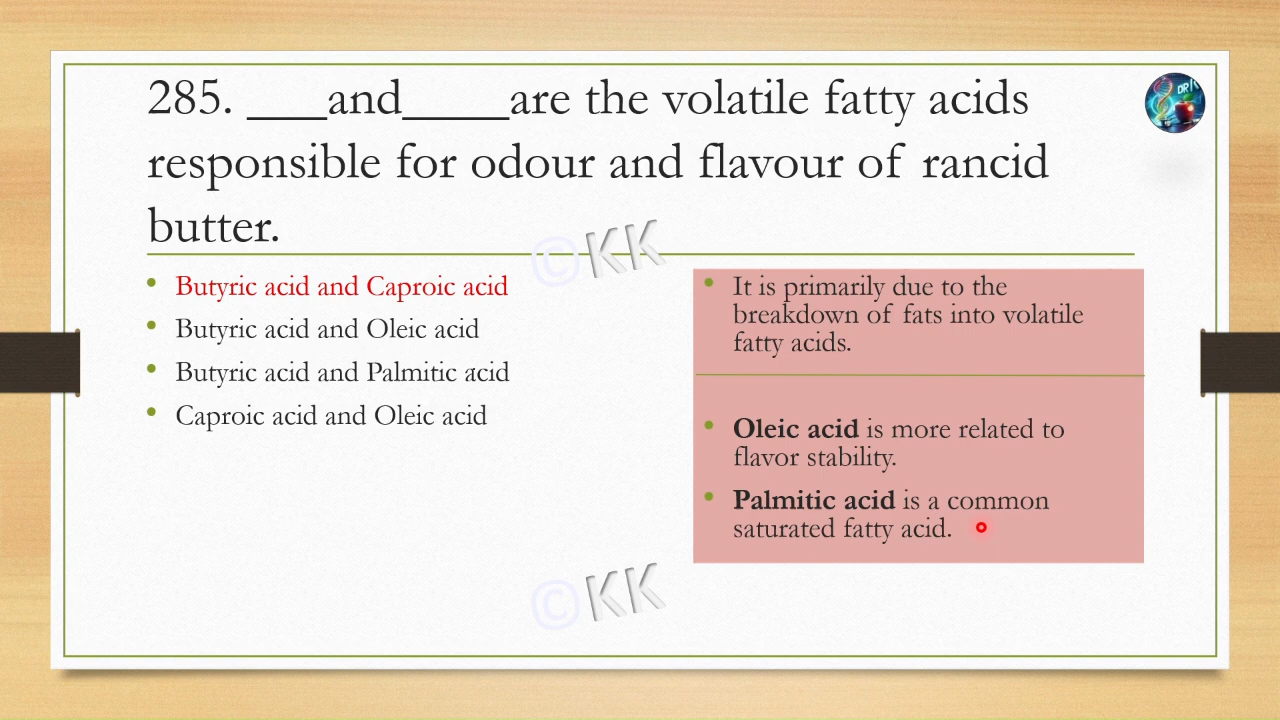 285. ___and____are the volatile fatty acids
responsible for odour and flavour of rancid
butter.
©KK
• Butyric acid and Caproic acid
• Butyric acid and Oleic acid
• Butyric acid and Palmitic acid
• Caproic acid and Oleic acid
• It is primarily due to the
breakdown of fats into volatile
fatty acids.
• Oleic acid is more related to
flavor stability.
• Palmitic acid is a common
saturated fatty acid.
©KK